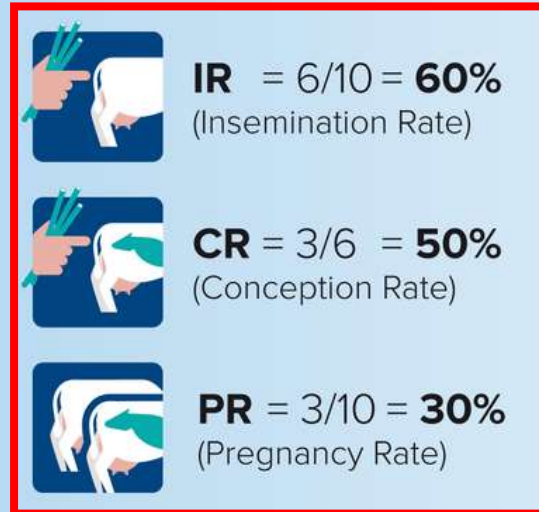 IR = 6/10 = 60%
(Insemination Rate)
CR = 3/6 = 50%
(Conception Rate)
PR = 3/10 = 30%
(Pregnancy Rate)